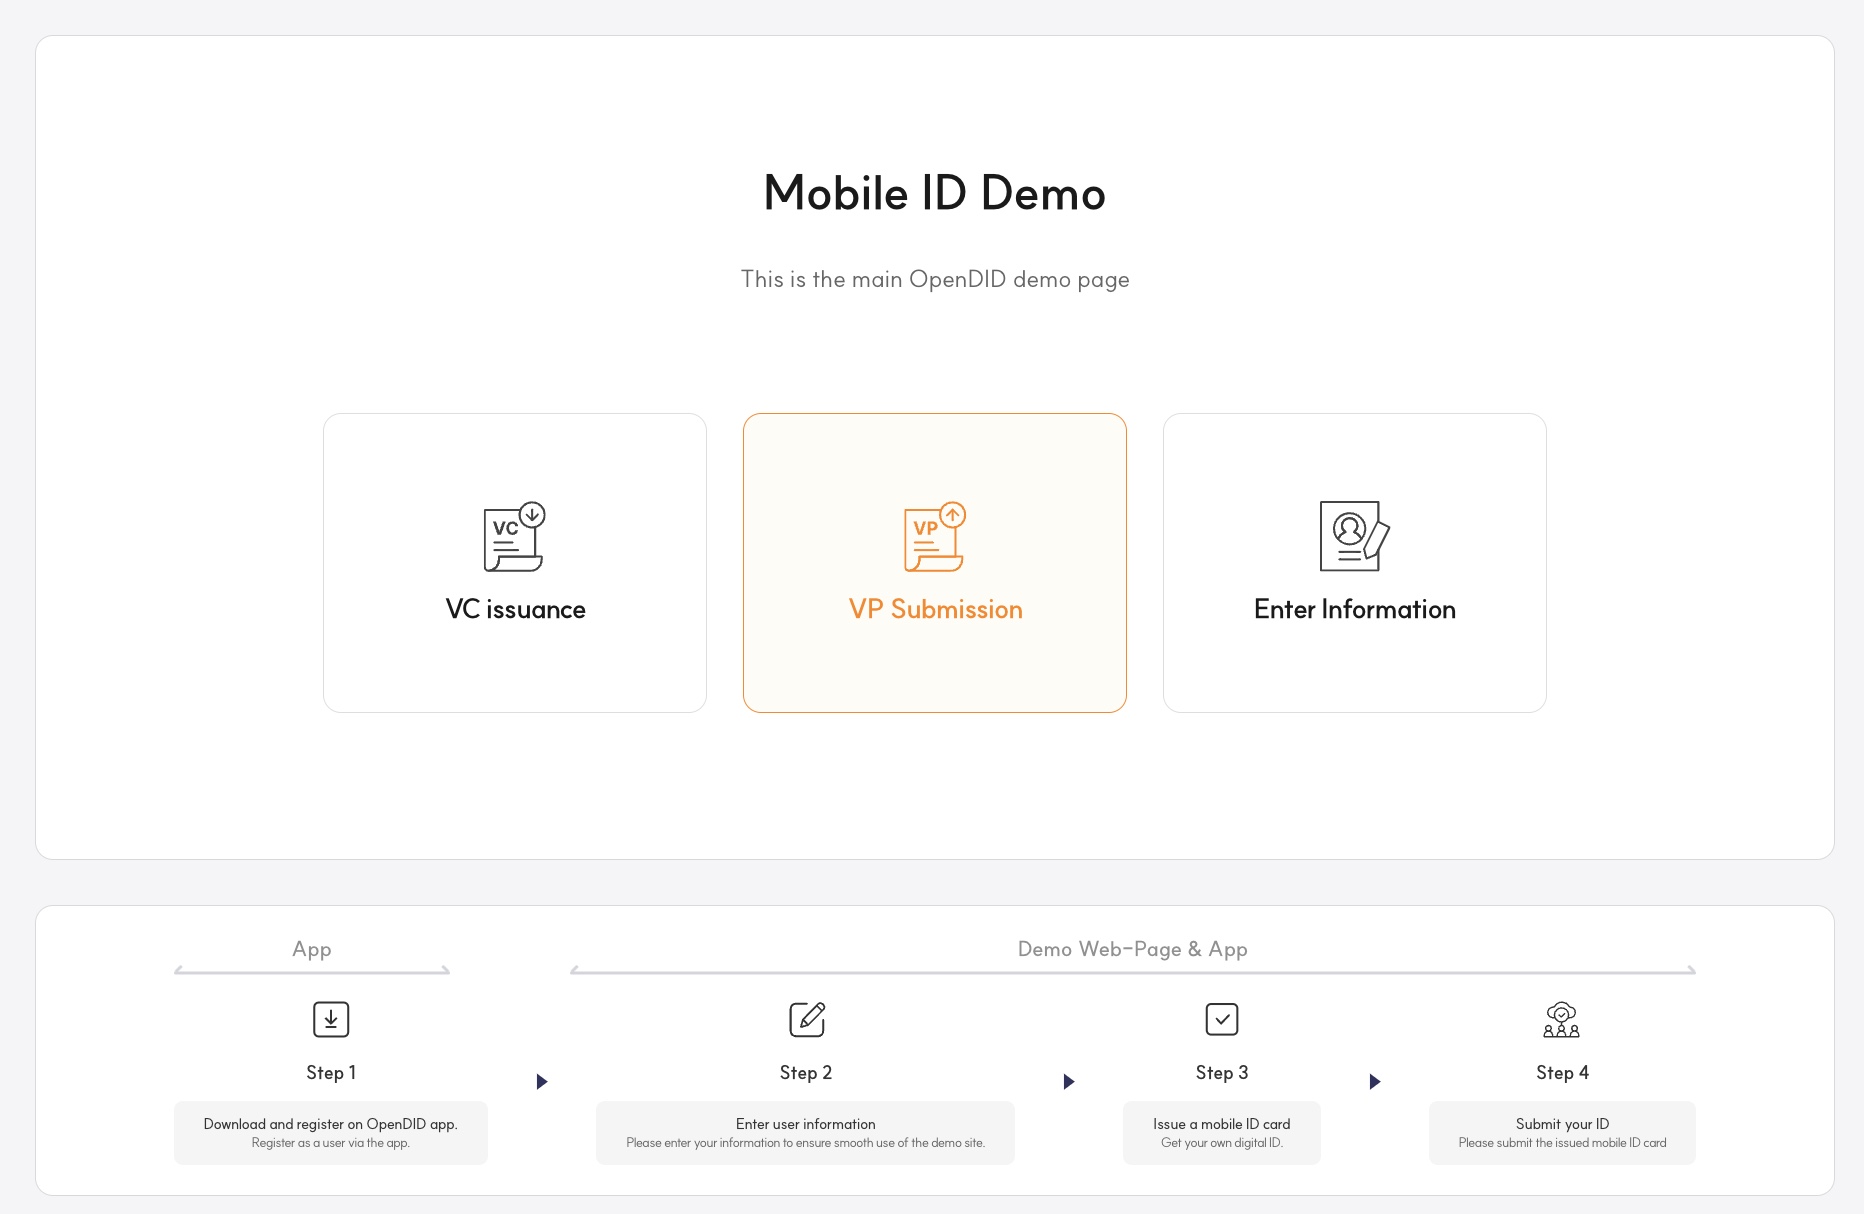 Mobile ID Demo
This is the main OpenDID demo page
VC
VP
VC issuance
VP Submission
Enter Information
App
Demo Web-Page & App
Step 1
Step 2
Step 3
Step 4
Download and register on OpenDID app.
Register as a user via the app.
Enter user information
Please enter your information to ensure smooth use of the demo site.
Issue a mobile ID card
Get your own digital ID.
Submit your ID
Please submit the issued mobile ID card